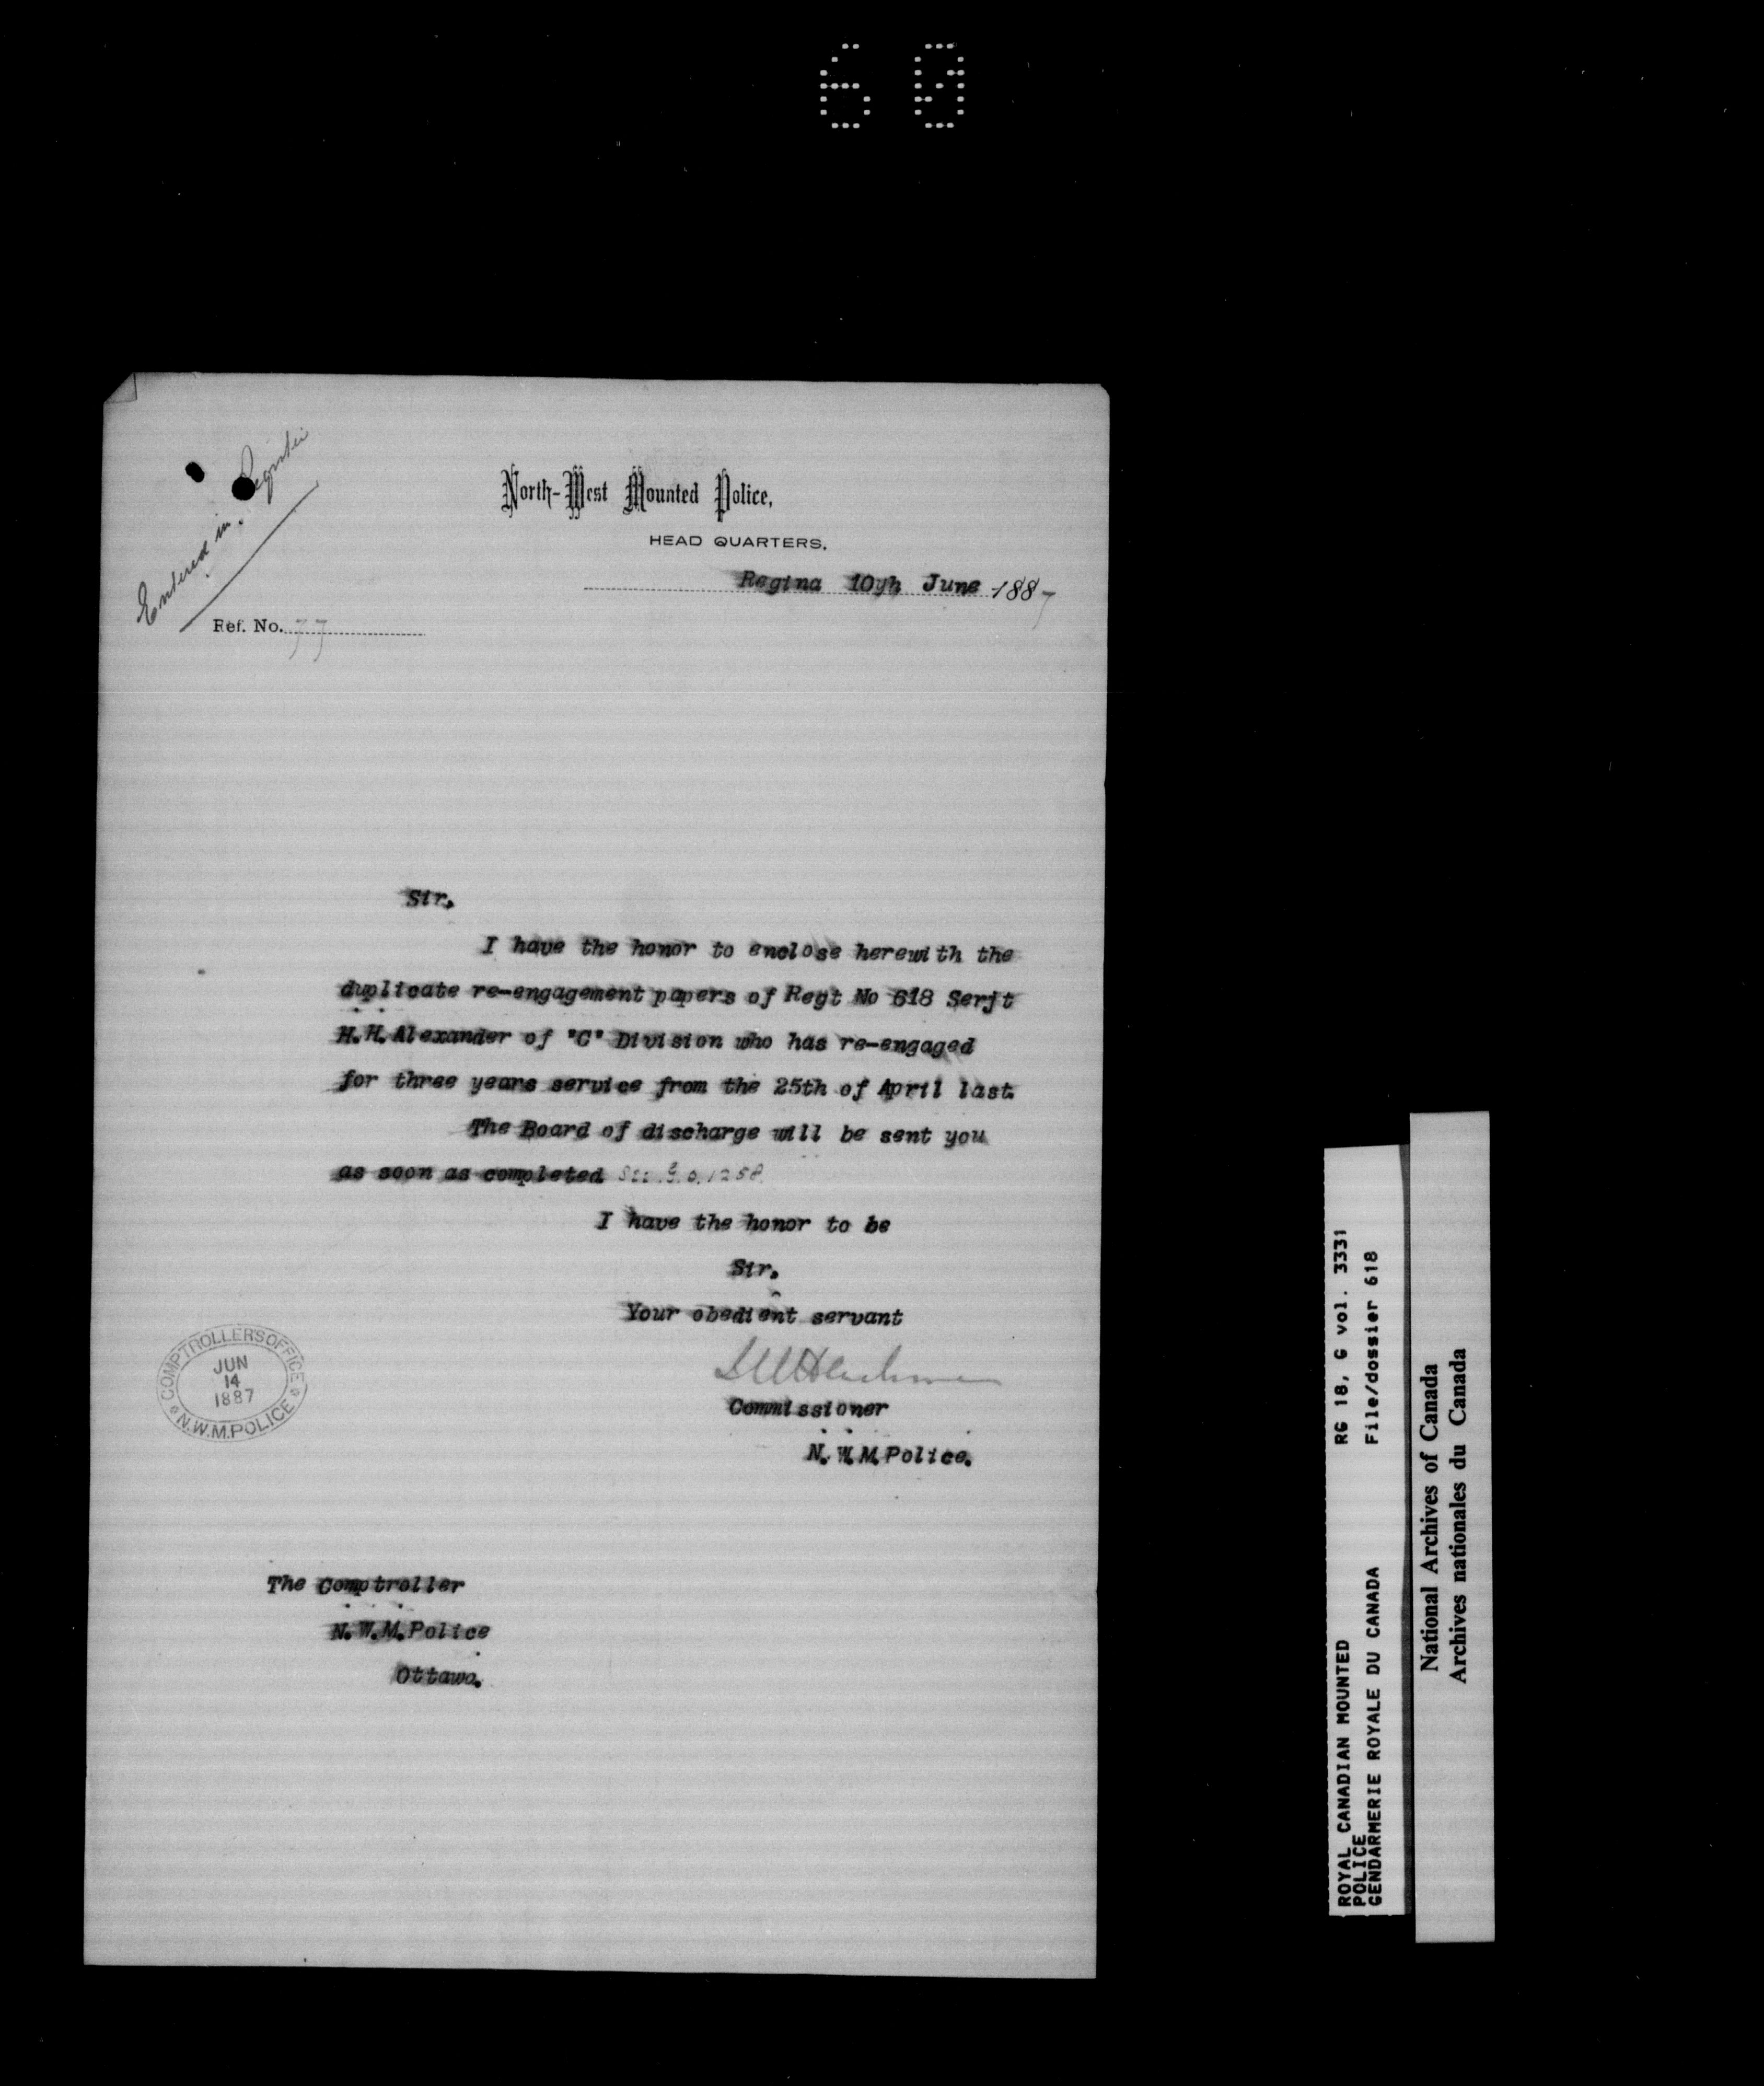 60
Entered in Register
North-West Mounted Police,
HEAD QUARTERS.
Regina 10yh June 1887
Ref. No. 77
Sir.
I have the honor to enclose herewith the
duplicate re-engagement papers of Regt No 618 Serjt
H.H.Alexander of "C" Division who has re-engaged
for three years service from the 25th of April last.
The Board of discharge will be sent you
as soon as completed See G.O. 1258
I have the honor to be
Sir.
Your obedient servant
Commissioner
N.W.M.Police.
COMPTROLLER'S OFFICE
JUN
14
1887
N.W.M.POLICE
The Comptroller
N.W.M.Police
Ottawa.
ROYAL CANADIAN MOUNTED RG 18, G vol. 3331
POLICE
GENDARMERIE ROYALE DU CANADA File/dossier 618
National Archives of Canada
Archives nationales du Canada